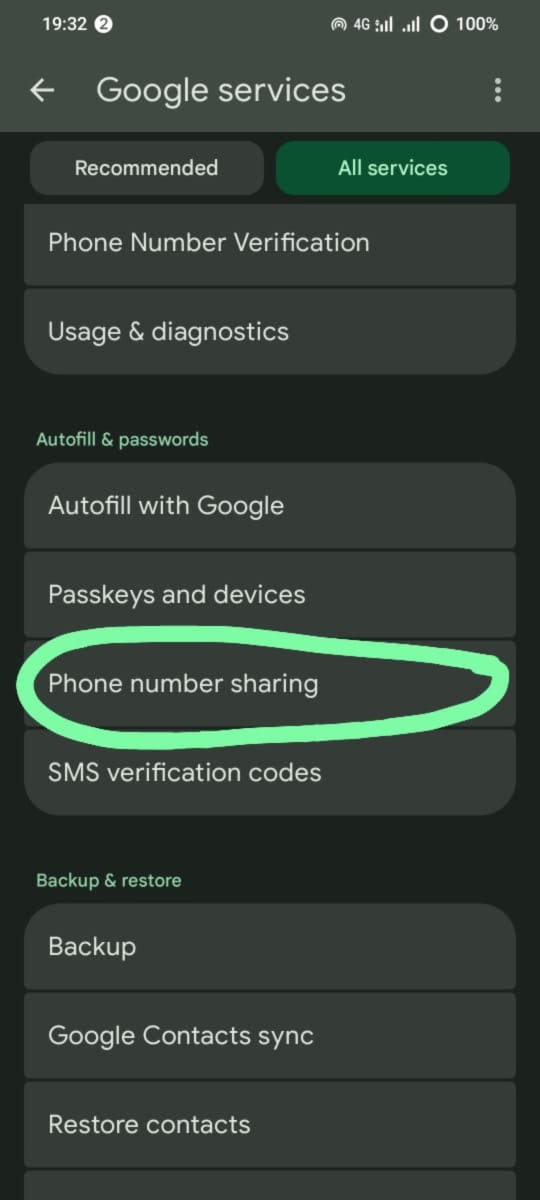 19:32 2 4G 100%
Google services
Recommended All services
Phone Number Verification
Usage & diagnostics
Autofill & passwords
Autofill with Google
Passkeys and devices
Phone number sharing
SMS verification codes
Backup & restore
Backup
Google Contacts sync
Restore contacts